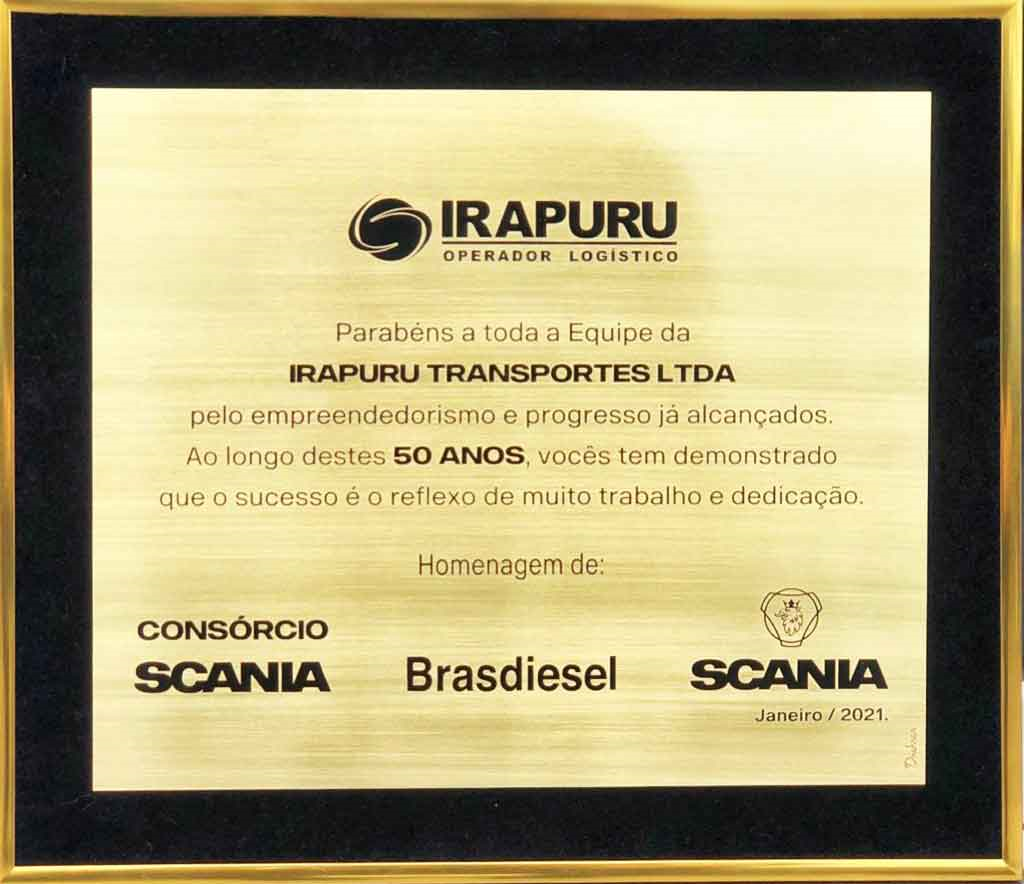 IRAPURU
OPERADOR LOGÍSTICO
Parabéns a toda a Equipe da
IRAPURU TRANSPORTES LTDA
pelo empreendedorismo e progresso já alcançados.
Ao longo destes 50 ANOS, vocês tem demonstrado
que o sucesso é o reflexo de muito trabalho e dedicação.
Homenagem de:
CONSÓRCIO
SCANIA
Brasdiesel
SCANIA
Janeiro / 2021.